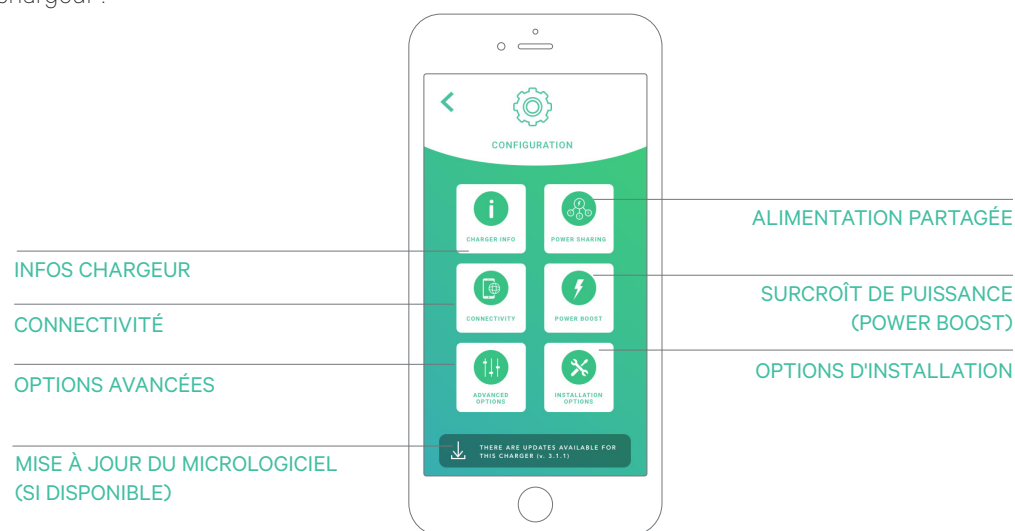 chargeur :
CONFIGURATION
CHARGER INFO
POWER SHARING
ALIMENTATION PARTAGÉE
INFOS CHARGEUR
CONNECTIVITY
POWER BOOST
SURCROÎT DE PUISSANCE
(POWER BOOST)
CONNECTIVITÉ
ADVANCED
OPTIONS
INSTALLATION
OPTIONS
OPTIONS D'INSTALLATION
OPTIONS AVANCÉES
THERE ARE UPDATES AVAILABLE FOR
THIS CHARGER (v. 3.1.1)
MISE À JOUR DU MICROLOGICIEL
(SI DISPONIBLE)